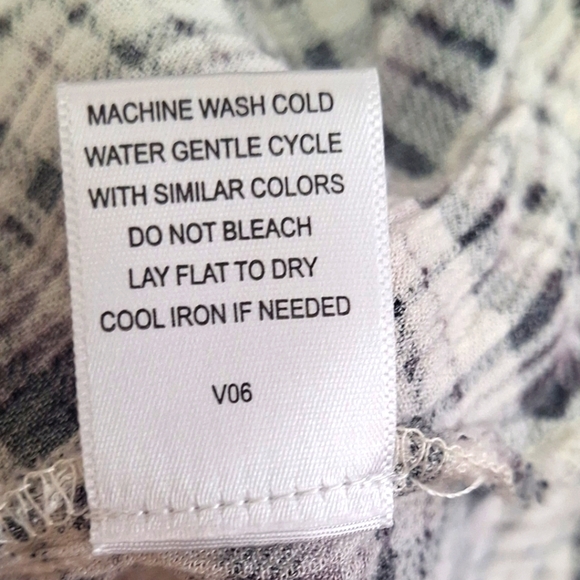 MACHINE WASH COLD
WATER GENTLE CYCLE
WITH SIMILAR COLORS
DO NOT BLEACH
LAY FLAT TO DRY
COOL IRON IF NEEDED
V06